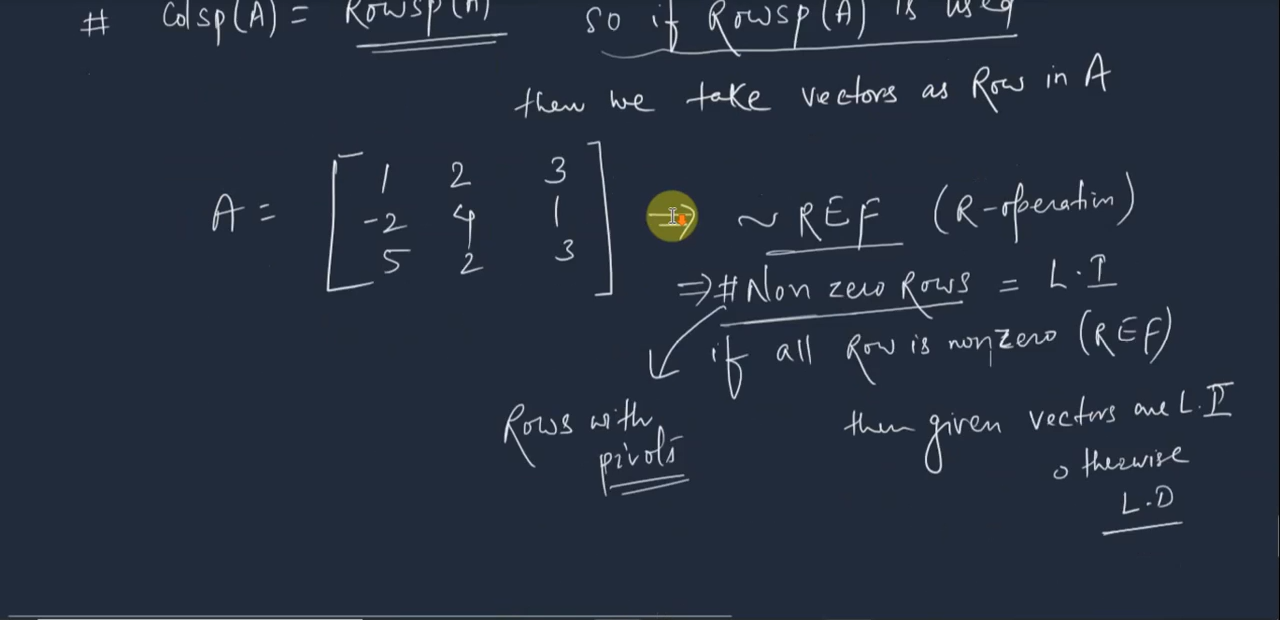 # Colsp(A) = Rowsp(A) so if Rowsp(A) is used
then we take vectors as Row in A
A = [ 1 2 3
-2 4 1
5 2 3 ]
⇒ ~ REF (R-operatin)
⇒ # Non zero Rows = L.I
if all Row is nonzero (REF)
Rows with pivots
then given vectors are L.I
otherwise
L.D